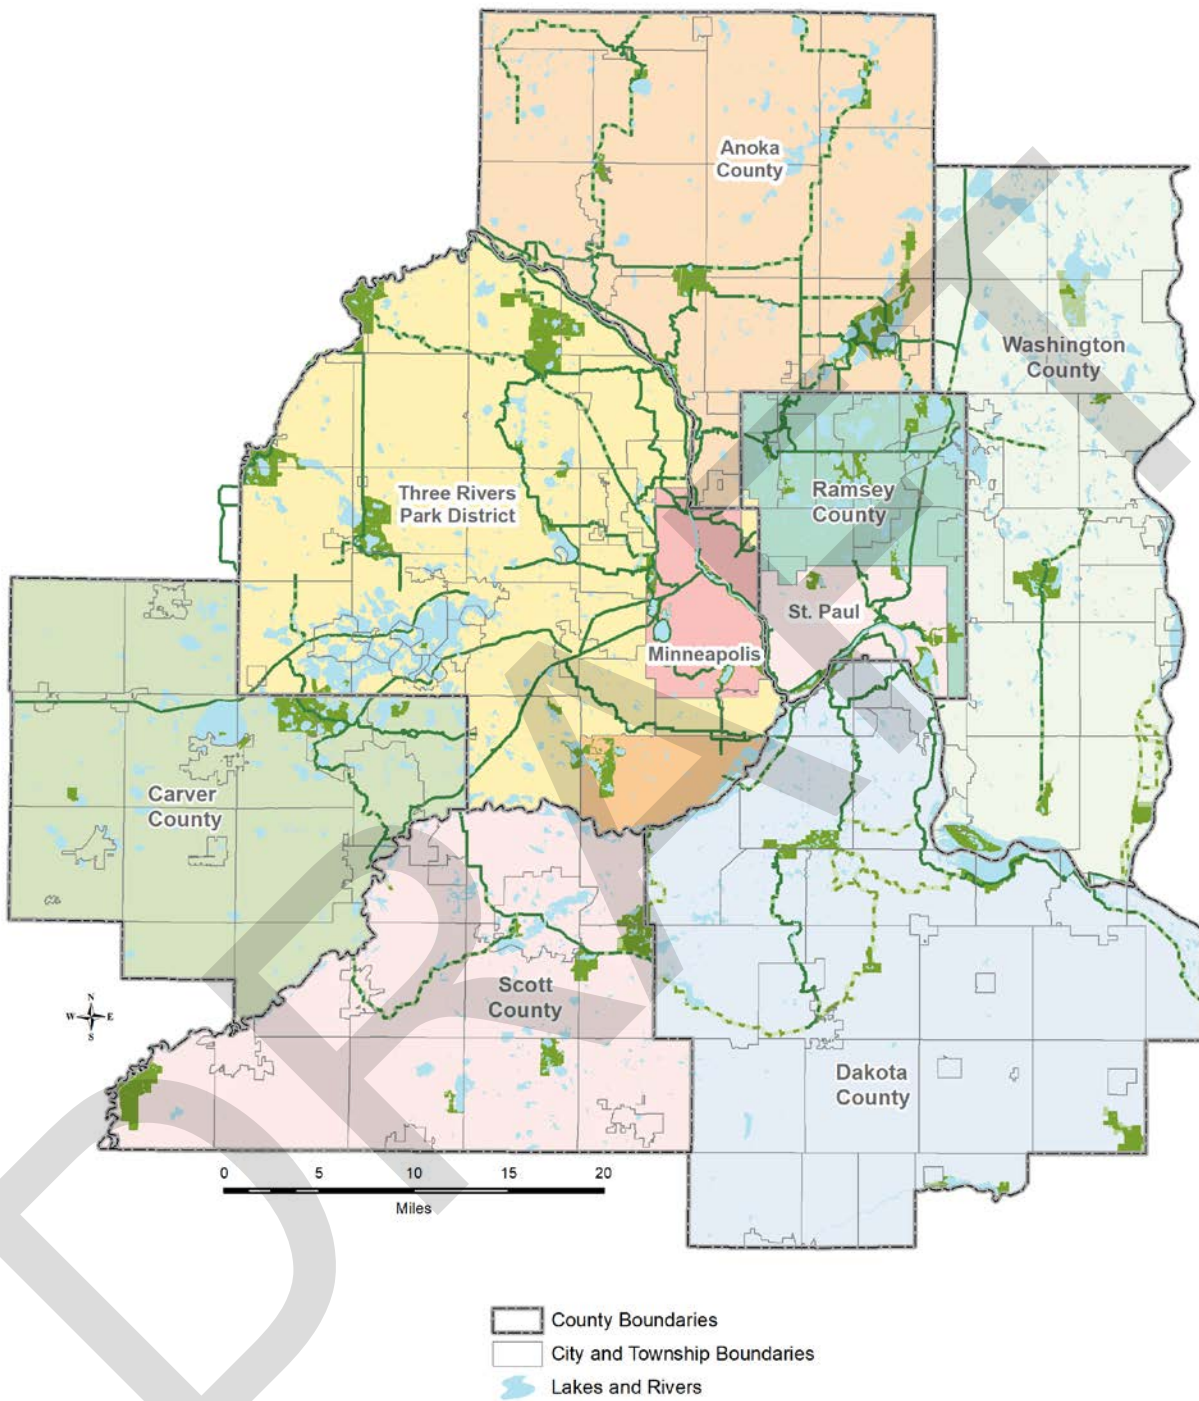 Anoka
County
Washington
County
Three Rivers
Park District
Ramsey
County
St. Paul
Minneapolis
Carver
County
Scott
County
Dakota
County
N
W E
S
0 5 10 15 20
Miles
County Boundaries
City and Township Boundaries
Lakes and Rivers
DRAFT